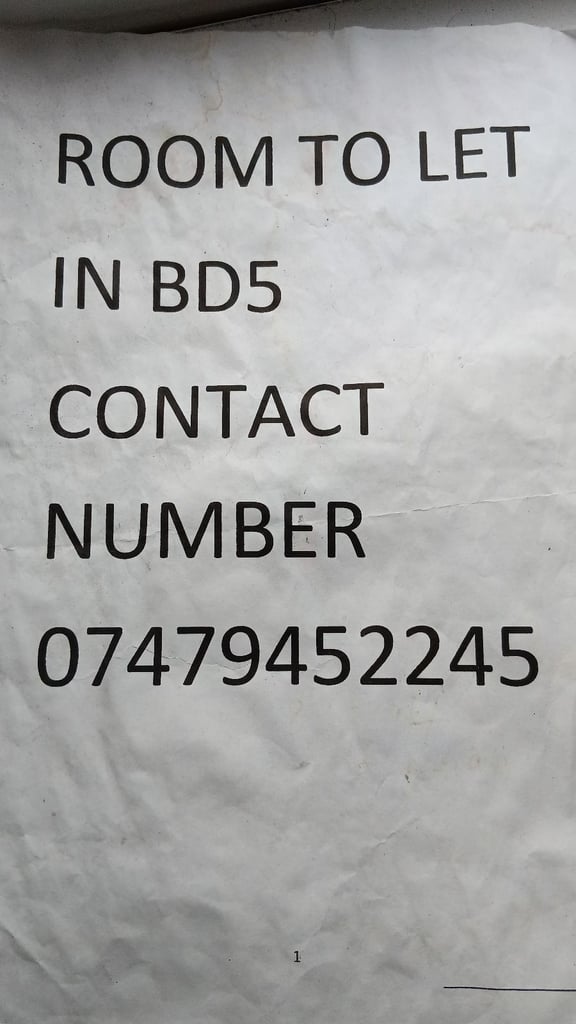 ROOM TO LET
IN BD5
CONTACT
NUMBER
07479452245
1